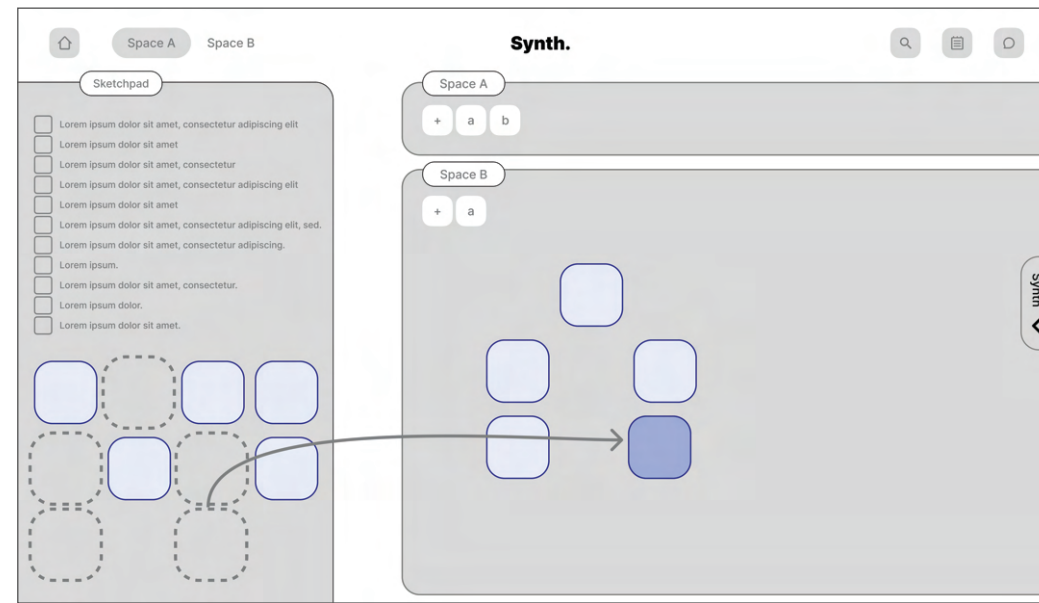 Space A
Space B
Synth.
Sketchpad
Lorem ipsum dolor sit amet, consectetur adipiscing elit
Lorem ipsum dolor sit amet
Lorem ipsum dolor sit amet, consectetur
Lorem ipsum dolor sit amet, consectetur adipiscing elit
Lorem ipsum dolor sit amet
Lorem ipsum dolor sit amet, consectetur adipiscing elit, sed.
Lorem ipsum dolor sit amet, consectetur adipiscing.
Lorem ipsum.
Lorem ipsum dolor sit amet, consectetur.
Lorem ipsum dolor.
Lorem ipsum dolor sit amet.
Space A
+ a b
Space B
+ a
Synth